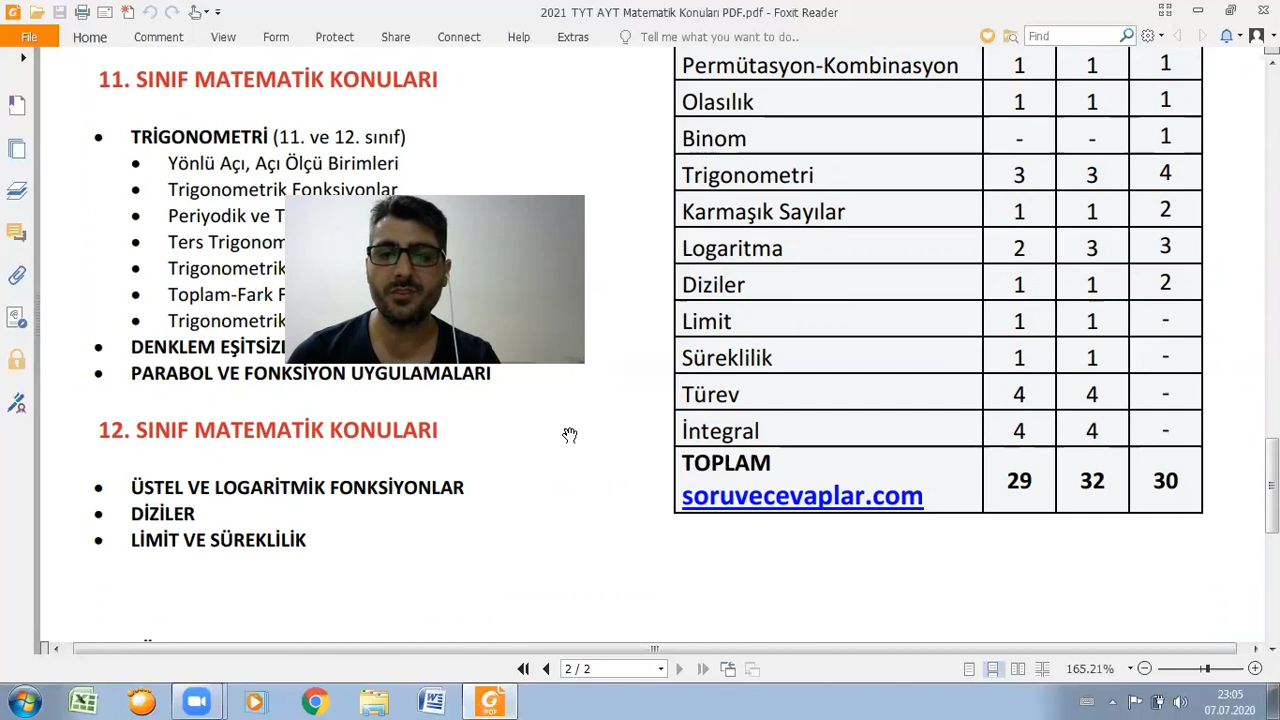 2021 TYT AYT Matematik Konuları PDF.pdf - Foxit Reader
File Home Comment View Form Protect Share Connect Help Extras Tell me what you want to do.. Find
11. SINIF MATEMATİK KONULARI
TRİGONOMETRİ (11. ve 12. sınıf)
Yönlü Açı, Açı Ölçü Birimleri
Trigonometrik Fonksiyonlar
Periyodik ve T
Ters Trigonom
Trigonometrik
Toplam-Fark F
Trigonometrik
DENKLEM EŞİTSİZL
PARABOL VE FONKSİYON UYGULAMALARI
12. SINIF MATEMATİK KONULARI
ÜSTEL VE LOGARİTMİK FONKSİYONLAR
DİZİLER
LİMİT VE SÜREKLİLİK
Permütasyon-Kombinasyon 1 1 1
Olasılık 1 1 1
Binom - - 1
Trigonometri 3 3 4
Karmaşık Sayılar 1 1 2
Logaritma 2 3 3
Diziler 1 1 2
Limit 1 1 -
Süreklilik 1 1 -
Türev 4 4 -
İntegral 4 4 -
TOPLAM
soruvecevaplar.com 29 32 30
2 / 2 165.21%
23:05
07.07.2020